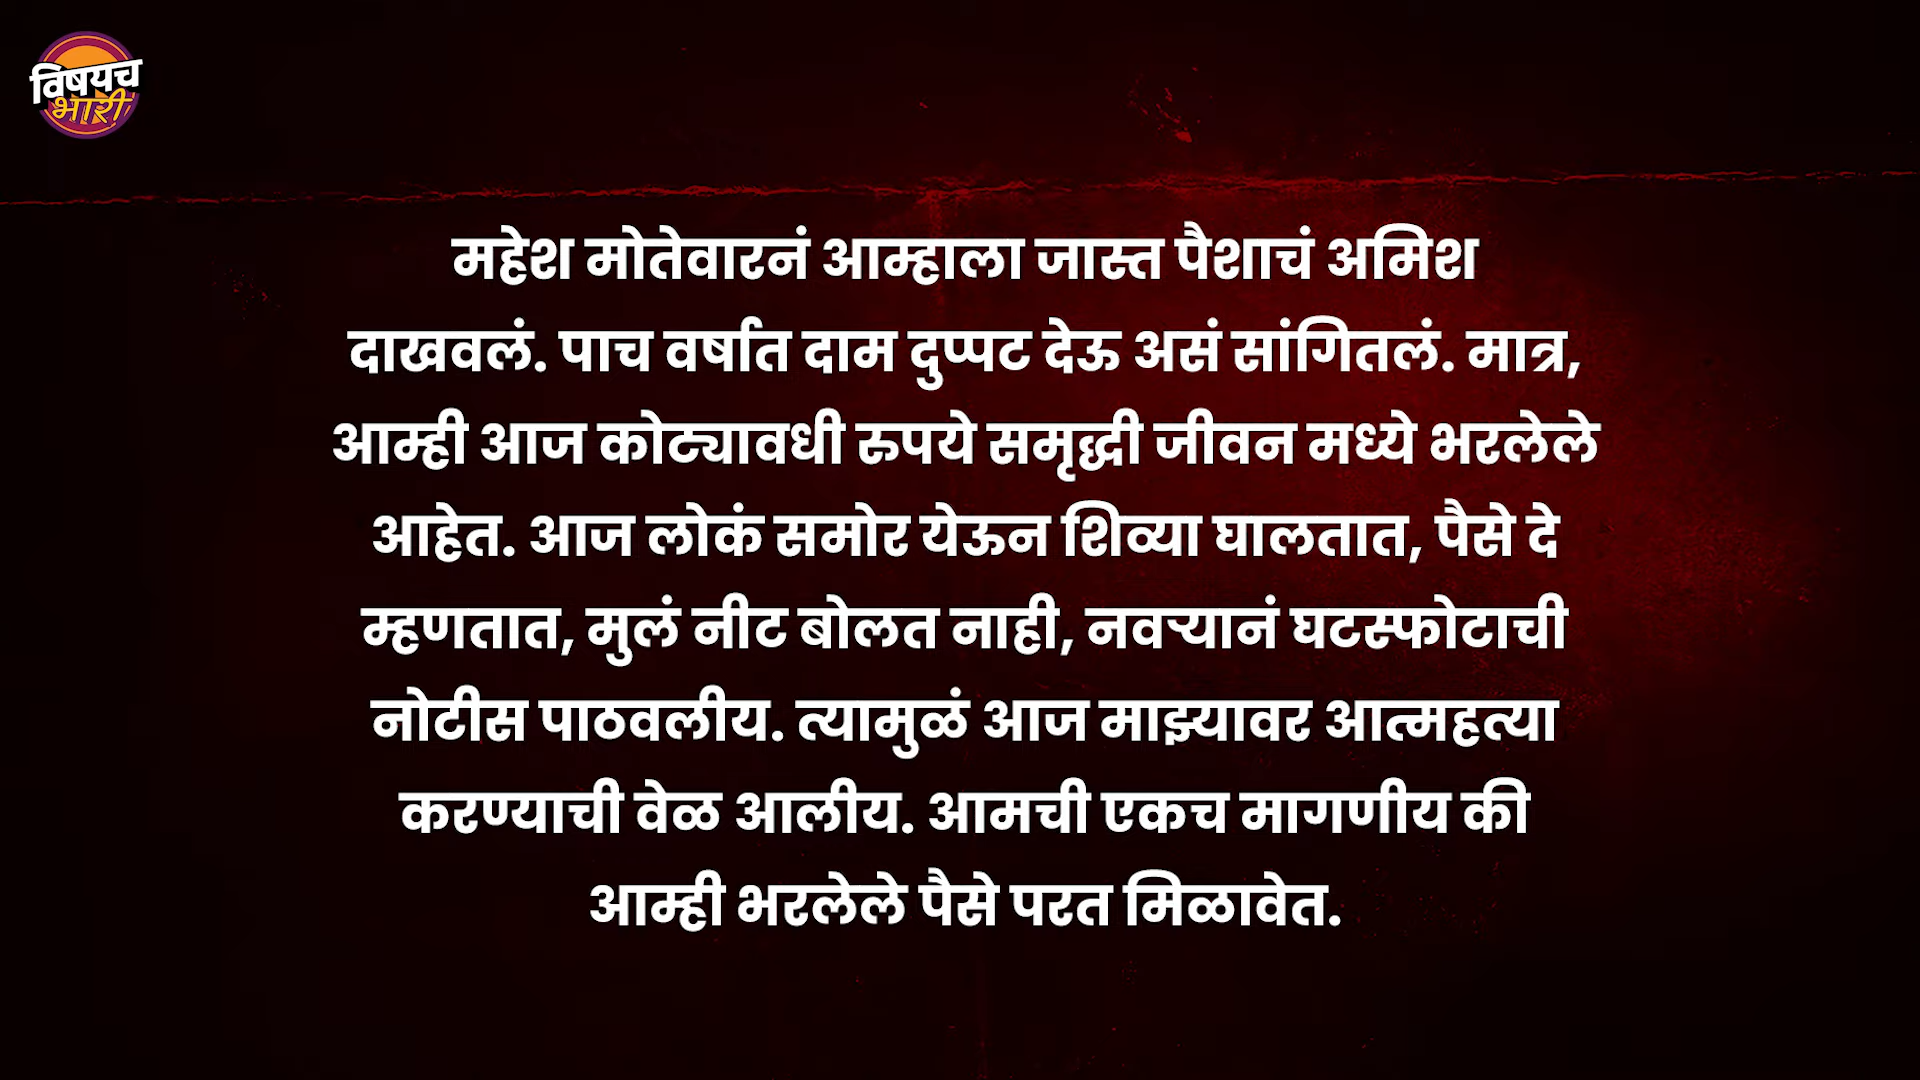 विषयच
भारी
महेश मोतेवारनं आम्हाला जास्त पैशाचं अमिश
दाखवलं. पाच वर्षात दाम दुप्पट देऊ असं सांगितलं. मात्र,
आम्ही आज कोट्यावधी रुपये समृद्धी जीवन मध्ये भरलेले
आहेत. आज लोकं समोर येऊन शिव्या घालतात, पैसे दे
म्हणतात, मुलं नीट बोलत नाही, नवऱ्यानं घटस्फोटाची
नोटीस पाठवलीय. त्यामुळं आज माझ्यावर आत्महत्या
करण्याची वेळ आलीय. आमची एकच मागणीय की
आम्ही भरलेले पैसे परत मिळावेत.